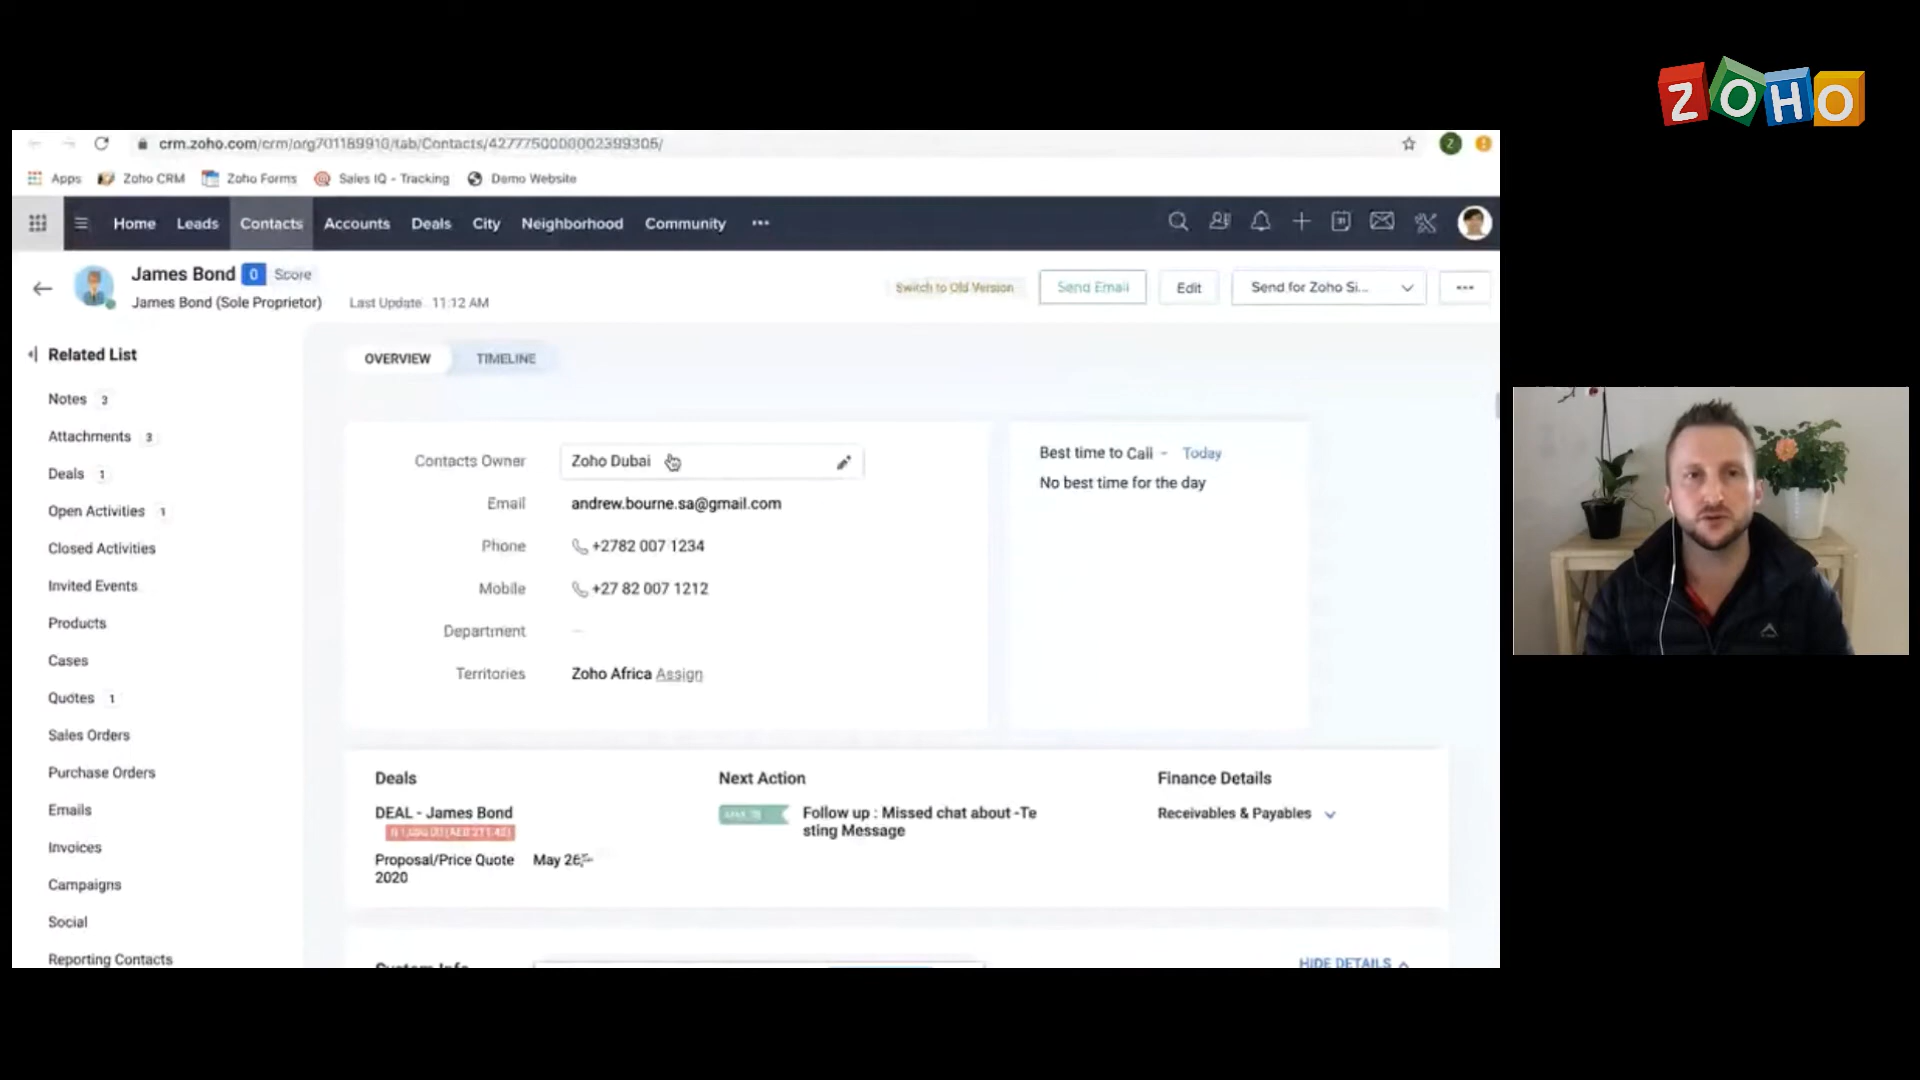 ZOHO
crm.zoho.com/crm/org701189910/tab/Contacts/4277750000002399305/
Z
Apps Zoho CRM Zoho Forms Sales IQ - Tracking Demo Website
Home Leads Contacts Accounts Deals City Neighborhood Community
James Bond 0 Score
James Bond (Sole Proprietor) Last Update 11:12 AM
Switch to Old Version Send Email Edit Send for Zoho Si...
Related List
Notes 3
Attachments 3
Deals 1
Open Activities 1
Closed Activities
Invited Events
Products
Cases
Quotes 1
Sales Orders
Purchase Orders
Emails
Invoices
Campaigns
Social
Reporting Contacts
OVERVIEW TIMELINE
Contacts Owner Zoho Dubai
Email andrew.bourne.sa@gmail.com
Phone +2782 007 1234
Mobile +27 82 007 1212
Department —
Territories Zoho Africa Assign
Best time to Call - Today
No best time for the day
Deals
DEAL - James Bond
Proposal/Price Quote May 26,
2020
Next Action
Follow up : Missed chat about -Te
sting Message
Finance Details
Receivables & Payables
System Info
HIDE DETAILS